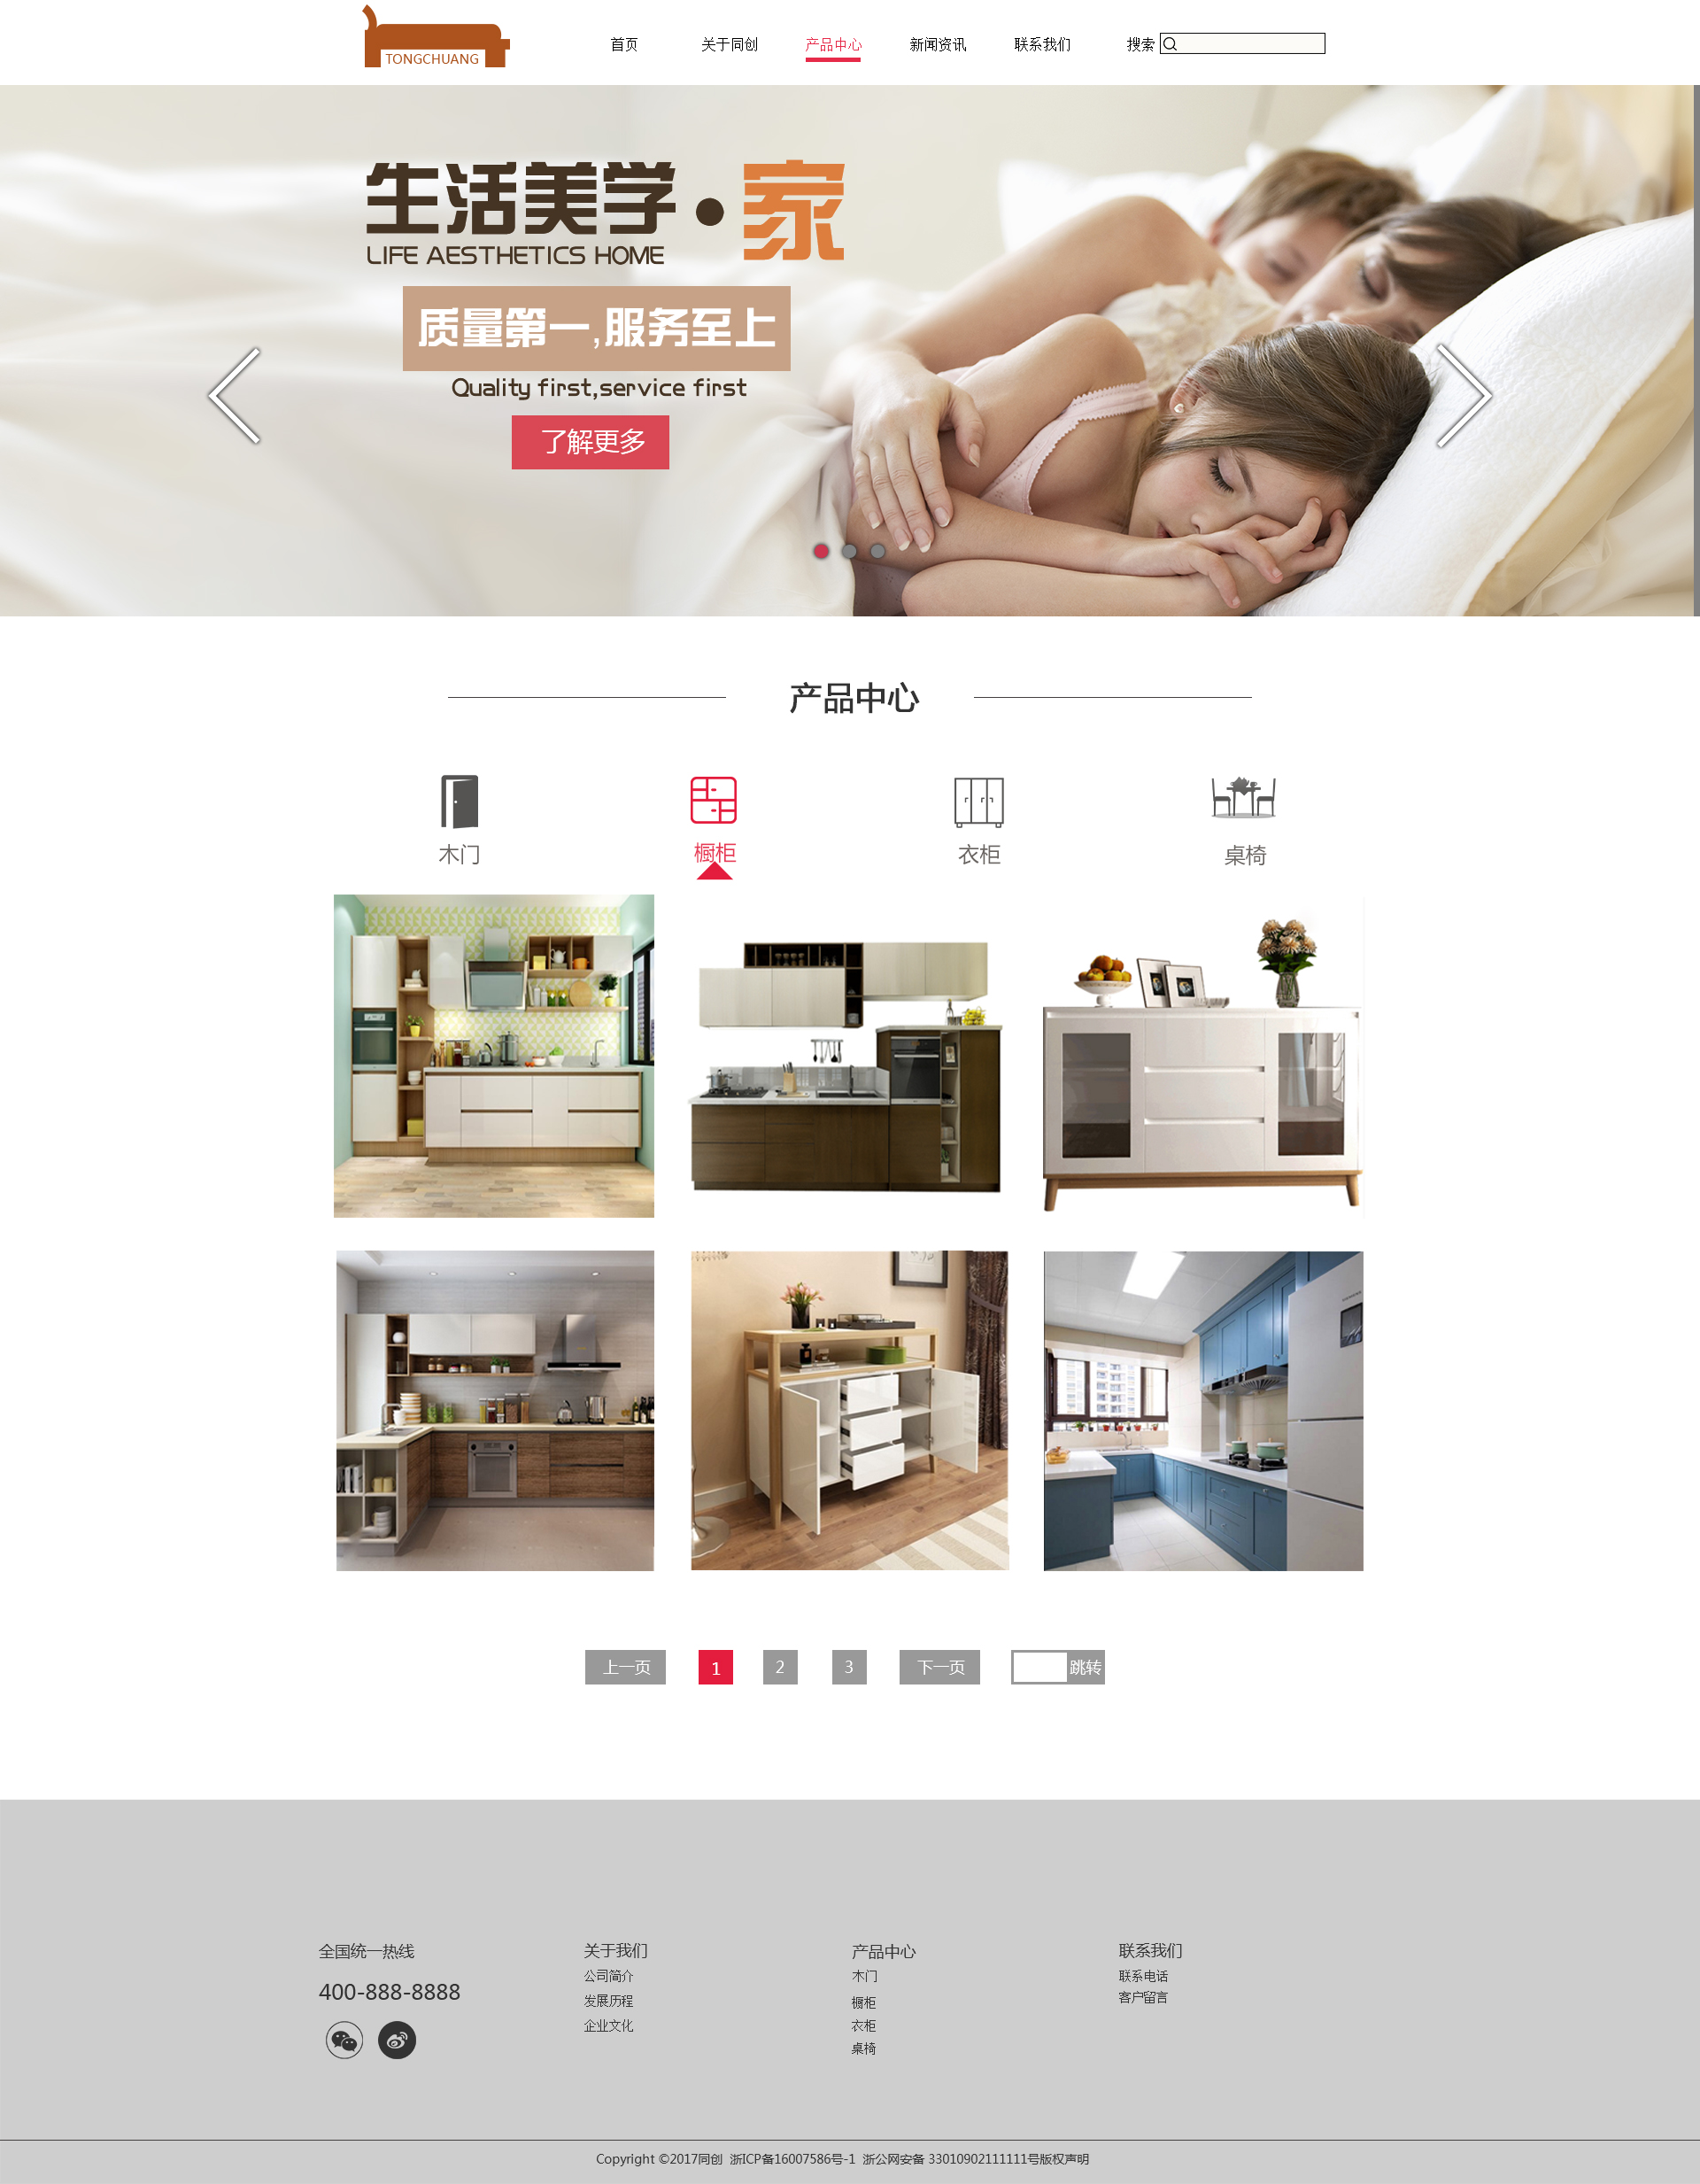 TONGCHUANG
首页 关于同创 产品中心 新闻资讯 联系我们 搜索
生活美学·家
LIFE AESTHETICS HOME
质量第一,服务至上
Quality first,service first
了解更多
产品中心
木门 橱柜 衣柜 桌椅
上一页 1 2 3 下一页 跳转
全国统一热线
400-888-8888
关于我们
公司简介
发展历程
企业文化
产品中心
木门
橱柜
衣柜
桌椅
联系我们
联系电话
客户留言
Copyright ©2017同创 浙ICP备16007586号-1 浙公网安备 33010902111111号版权声明